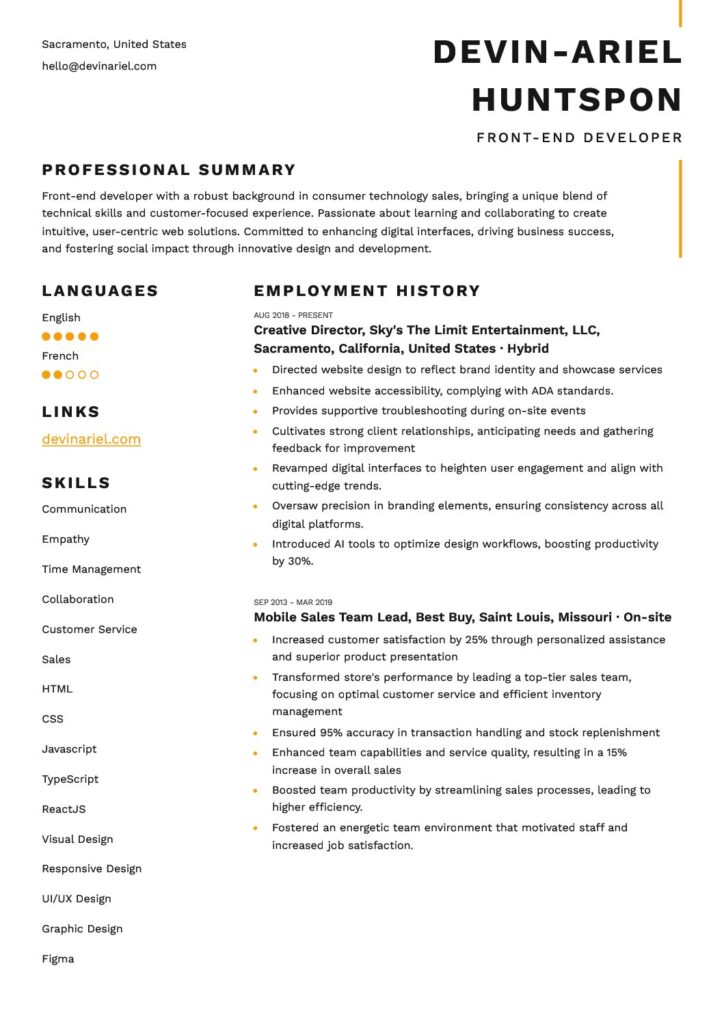 Sacramento, United States
hello@devinariel.com
DEVIN-ARIEL
HUNTSPON
FRONT-END DEVELOPER
PROFESSIONAL SUMMARY
Front-end developer with a robust background in consumer technology sales, bringing a unique blend of
technical skills and customer-focused experience. Passionate about learning and collaborating to create
intuitive, user-centric web solutions. Committed to enhancing digital interfaces, driving business success,
and fostering social impact through innovative design and development.
LANGUAGES
English
French
LINKS
devinariel.com
SKILLS
Communication
Empathy
Time Management
Collaboration
Customer Service
Sales
HTML
CSS
Javascript
TypeScript
ReactJS
Visual Design
Responsive Design
UI/UX Design
Graphic Design
Figma
EMPLOYMENT HISTORY
AUG 2018 - PRESENT
Creative Director, Sky's The Limit Entertainment, LLC,
Sacramento, California, United States · Hybrid
Directed website design to reflect brand identity and showcase services
Enhanced website accessibility, complying with ADA standards.
Provides supportive troubleshooting during on-site events
Cultivates strong client relationships, anticipating needs and gathering
feedback for improvement
Revamped digital interfaces to heighten user engagement and align with
cutting-edge trends.
Oversaw precision in branding elements, ensuring consistency across all
digital platforms.
Introduced AI tools to optimize design workflows, boosting productivity
by 30%.
SEP 2013 - MAR 2019
Mobile Sales Team Lead, Best Buy, Saint Louis, Missouri · On-site
Increased customer satisfaction by 25% through personalized assistance
and superior product presentation
Transformed store's performance by leading a top-tier sales team,
focusing on optimal customer service and efficient inventory
management
Ensured 95% accuracy in transaction handling and stock replenishment
Enhanced team capabilities and service quality, resulting in a 15%
increase in overall sales
Boosted team productivity by streamlining sales processes, leading to
higher efficiency.
Fostered an energetic team environment that motivated staff and
increased job satisfaction.